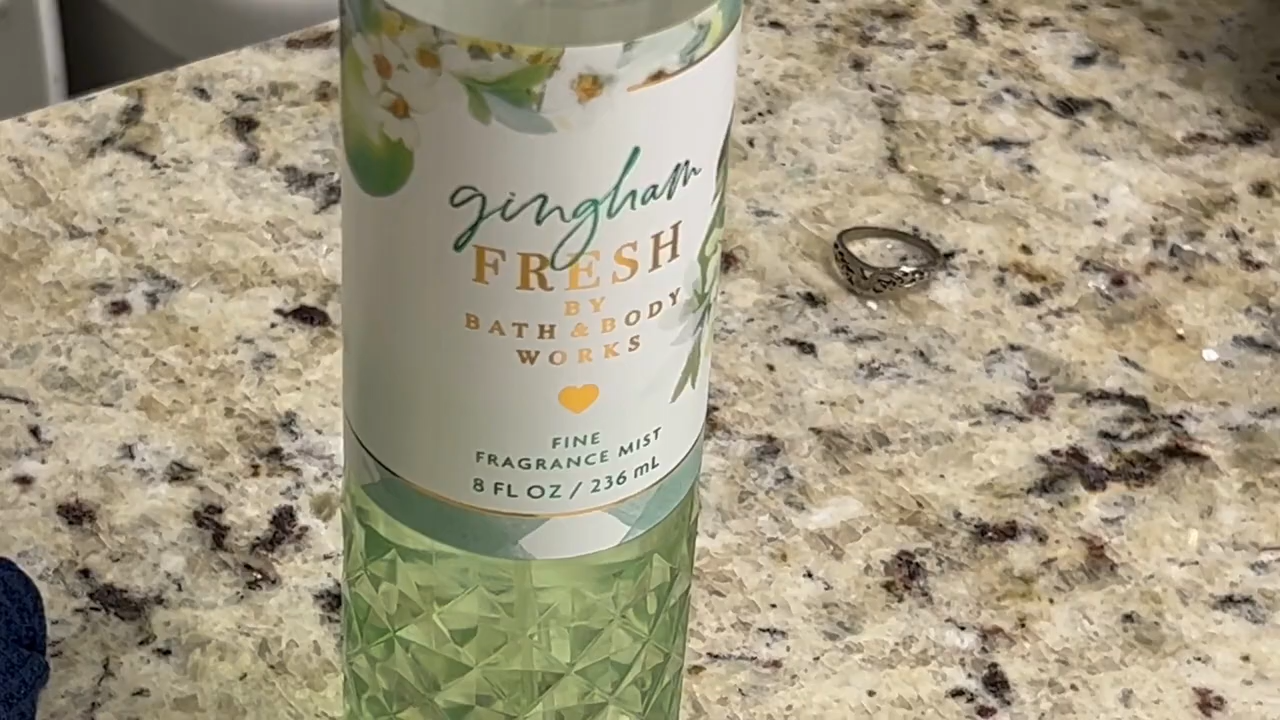 gingham
FRESH
BY
BATH & BODY
WORKS
FINE
FRAGRANCE MIST
8 FL OZ / 236 mL